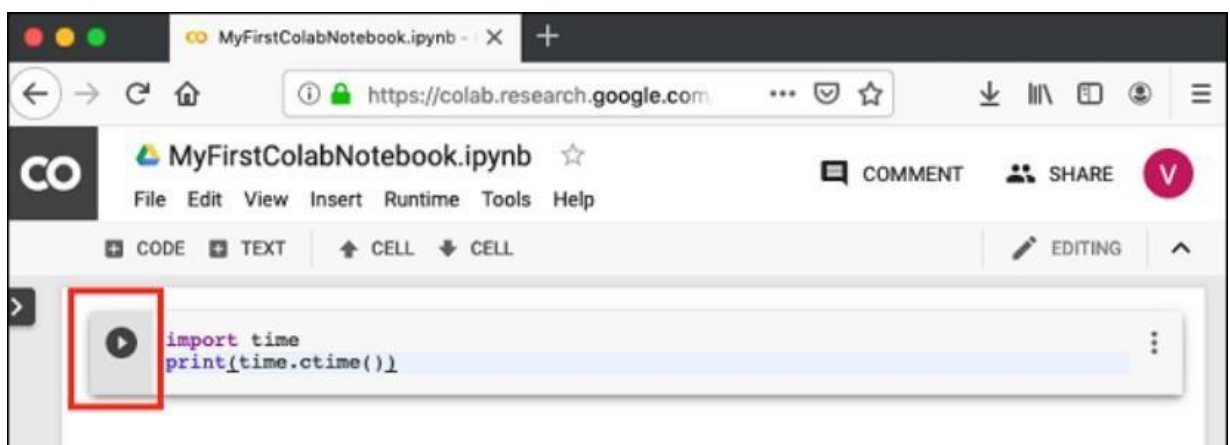 MyFirstColabNotebook.ipynb -
https://colab.research.google.com
CO
MyFirstColabNotebook.ipynb
COMMENT
SHARE
V
File Edit View Insert Runtime Tools Help
CODE TEXT CELL CELL
EDITING
import time
print(time.ctime())